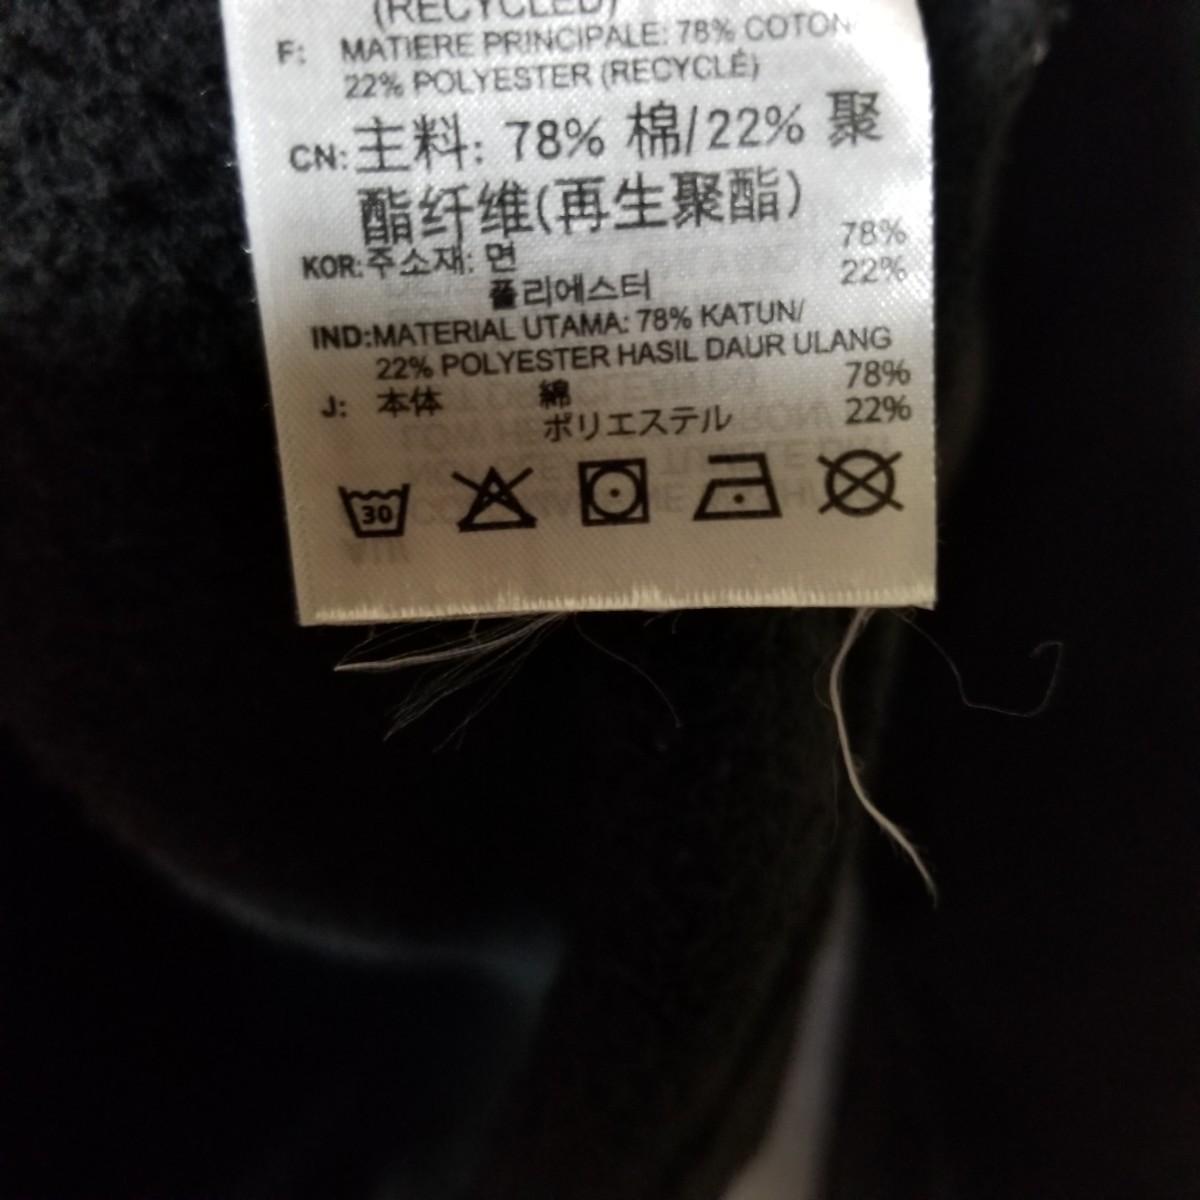 (RECYCLED)
F: MATIERE PRINCIPALE: 78% COTON
22% POLYESTER (RECYCLÉ)
CN: 主料: 78% 棉/22% 聚
酯纤维(再生聚酯)
KOR: 주소재: 면 78%
폴리에스터 22%
IND: MATERIAL UTAMA: 78% KATUN/
22% POLYESTER HASIL DAUR ULANG
J: 本体 綿 78%
ポリエステル 22%
30